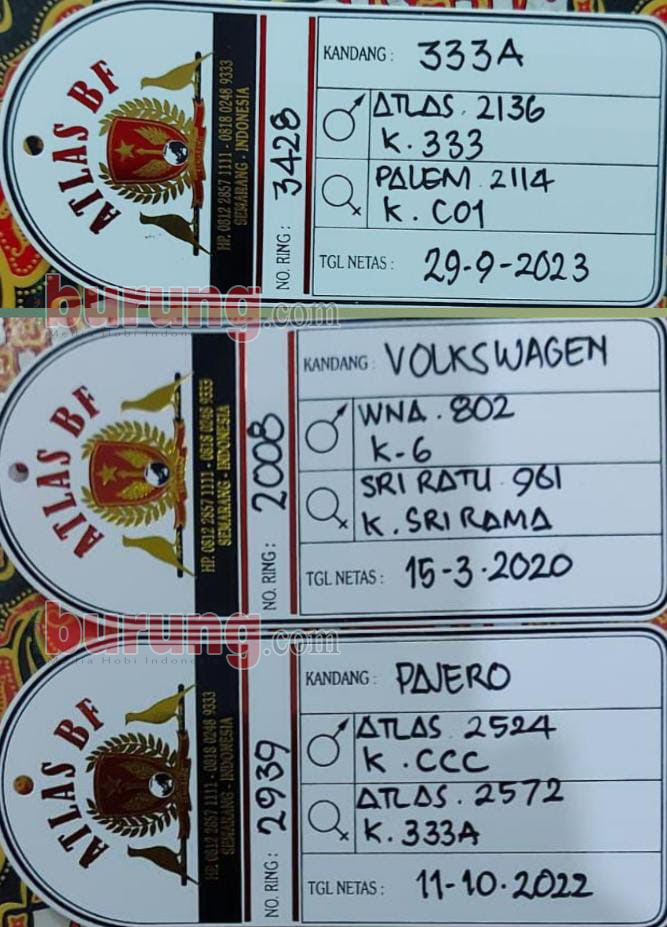 ATLAS BF
HP. 0812 2857 1111 - 0818 0248 9333
SEMARANG - INDONESIA
NO. RING : 3428
KANDANG : 333A
♂ ATLAS . 2136
K . 333
♀ PALEM . 2114
K . C01
TGL NETAS : 29-9-2023
burung.com
ATLAS BF
HP. 0812 2857 1111 - 0818 0248 9333
SEMARANG - INDONESIA
NO. RING : 2008
KANDANG : VOLKSWAGEN
♂ WNA . 802
K-6
♀ SRI RATU . 961
K . SRI RAMA
TGL NETAS : 15-3-2020
burung.com
Media Hobi Indonesia
ATLAS BF
HP. 0812 2857 1111 - 0818 0248 9333
SEMARANG - INDONESIA
NO. RING : 2939
KANDANG : PAJERO
♂ ATLAS . 2524
K . CCC
♀ ATLAS . 2572
K . 333A
TGL NETAS : 11-10-2022